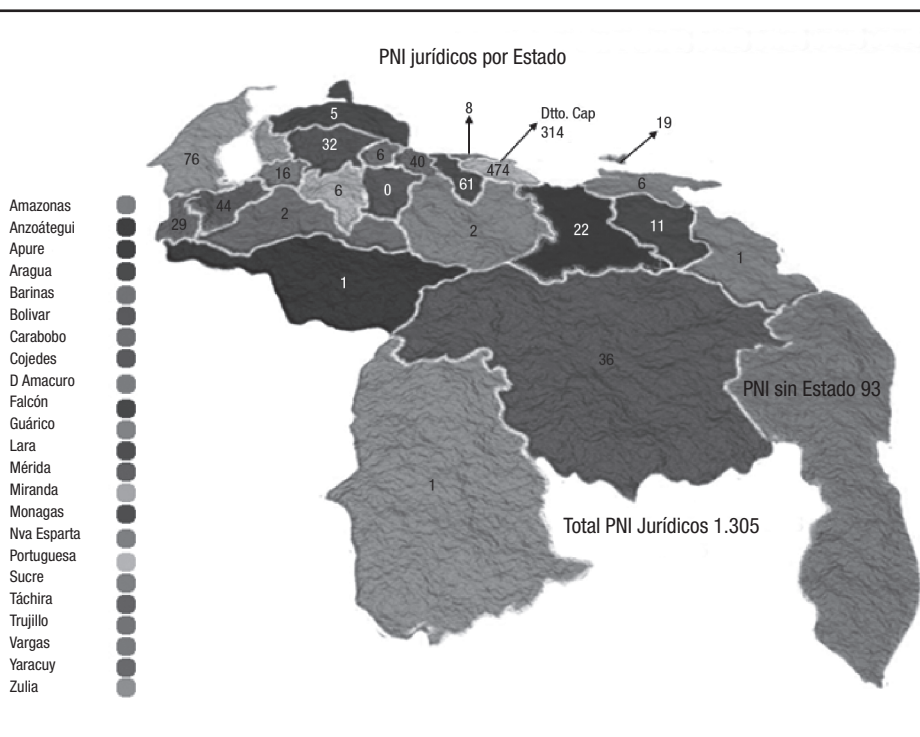 PNI jurídicos por Estado
8
Dtto. Cap
314
19
5
32
76
6
40
474
61
16
6
0
6
44
2
29
2
22
11
1
1
36
PNI sin Estado 93
1
Total PNI Jurídicos 1.305
Amazonas
Anzoátegui
Apure
Aragua
Barinas
Bolivar
Carabobo
Cojedes
D Amacuro
Falcón
Guárico
Lara
Mérida
Miranda
Monagas
Nva Esparta
Portuguesa
Sucre
Táchira
Trujillo
Vargas
Yaracuy
Zulia